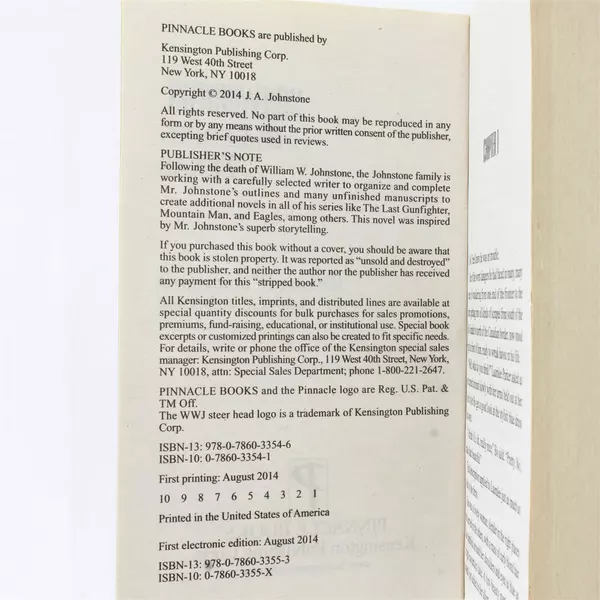 PINNACLE BOOKS are published by
Kensington Publishing Corp.
119 West 40th Street
New York, NY 10018
Copyright © 2014 J. A. Johnstone
All rights reserved. No part of this book may be reproduced in any
form or by any means without the prior written consent of the publisher,
excepting brief quotes used in reviews.
PUBLISHER'S NOTE
Following the death of William W. Johnstone, the Johnstone family is
working with a carefully selected writer to organize and complete
Mr. Johnstone's outlines and many unfinished manuscripts to
create additional novels in all of his series like The Last Gunfighter,
Mountain Man, and Eagles, among others. This novel was inspired
by Mr. Johnstone's superb storytelling.
If you purchased this book without a cover, you should be aware that
this book is stolen property. It was reported as "unsold and destroyed"
to the publisher, and neither the author nor the publisher has received
any payment for this "stripped book."
All Kensington titles, imprints, and distributed lines are available at
special quantity discounts for bulk purchases for sales promotions,
premiums, fund-raising, educational, or institutional use. Special book
excerpts or customized printings can also be created to fit specific needs.
For details, write or phone the office of the Kensington special sales
manager: Kensington Publishing Corp., 119 West 40th Street, New York,
NY 10018, attn: Special Sales Department; phone 1-800-221-2647.
PINNACLE BOOKS and the Pinnacle logo are Reg. U.S. Pat. &
TM Off.
The WWJ steer head logo is a trademark of Kensington Publishing
Corp.
ISBN-13: 978-0-7860-3354-6
ISBN-10: 0-7860-3354-1
First printing: August 2014
10 9 8 7 6 5 4 3 2 1
Printed in the United States of America
First electronic edition: August 2014
ISBN-13: 978-0-7860-3355-3
ISBN-10: 0-7860-3355-X